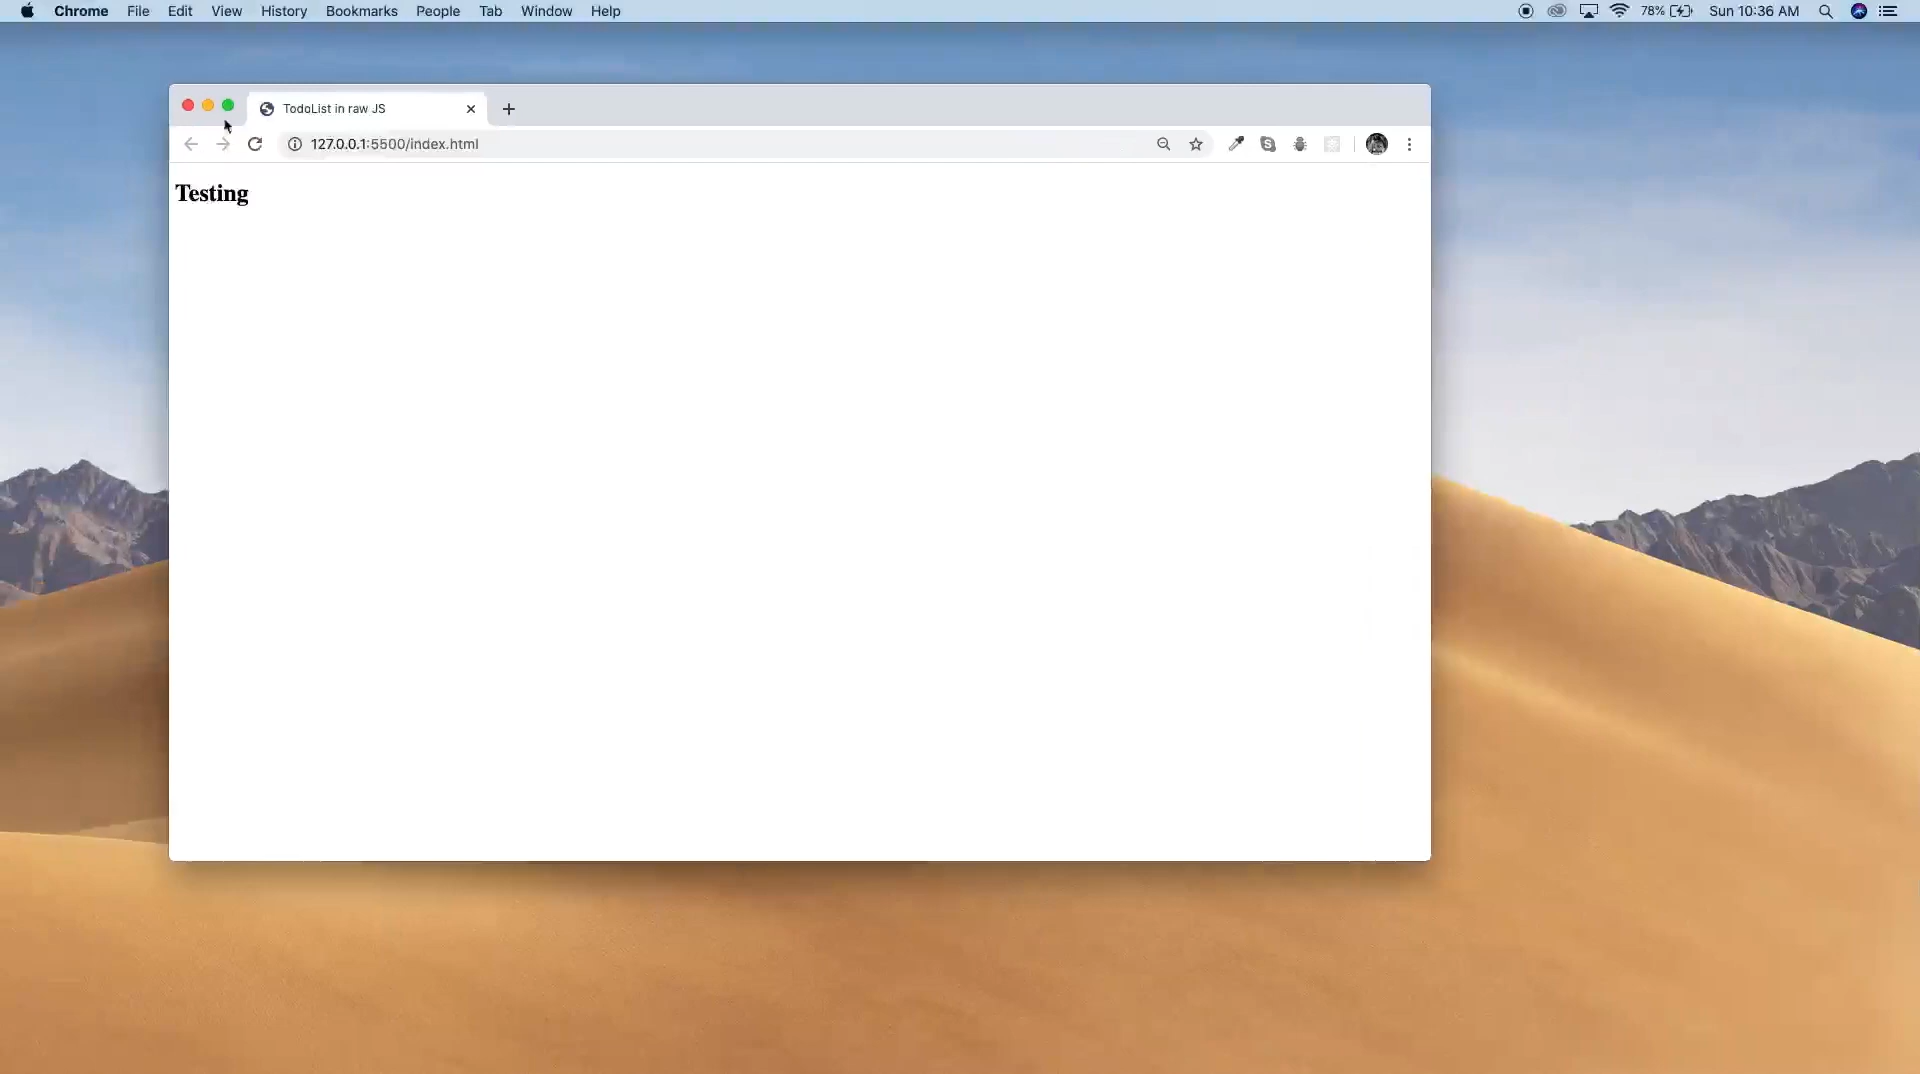 Chrome File Edit View History Bookmarks People Tab Window Help 78% Sun 10:36 AM
TodoList in raw JS
127.0.0.1:5500/index.html
Testing